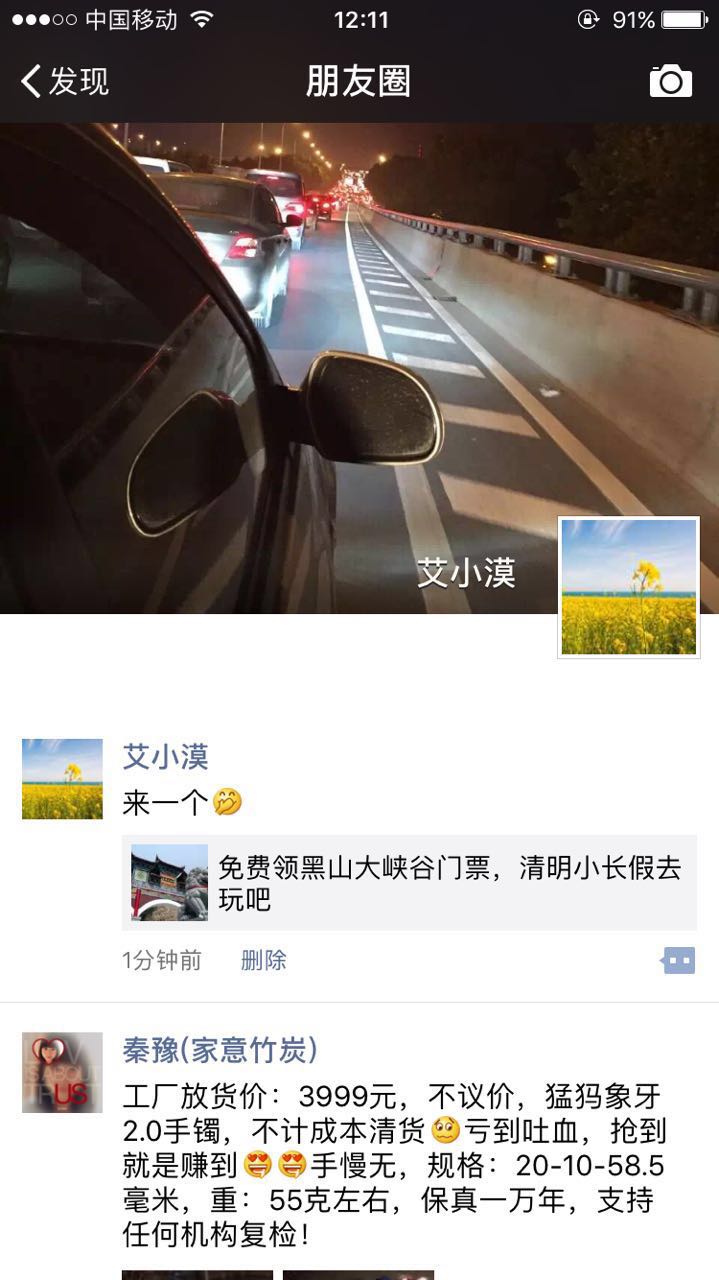 中国移动 12:11 91%
发现 朋友圈
艾小漠
艾小漠
来一个🤭
免费领黑山大峡谷门票，清明小长假去
玩吧
1分钟前 删除
秦豫(家意竹炭)
工厂放货价：3999元，不议价，猛犸象牙
2.0手镯，不计成本清货🥴亏到吐血，抢到
就是赚到😍😍手慢无，规格：20-10-58.5
毫米，重：55克左右，保真一万年，支持
任何机构复检！